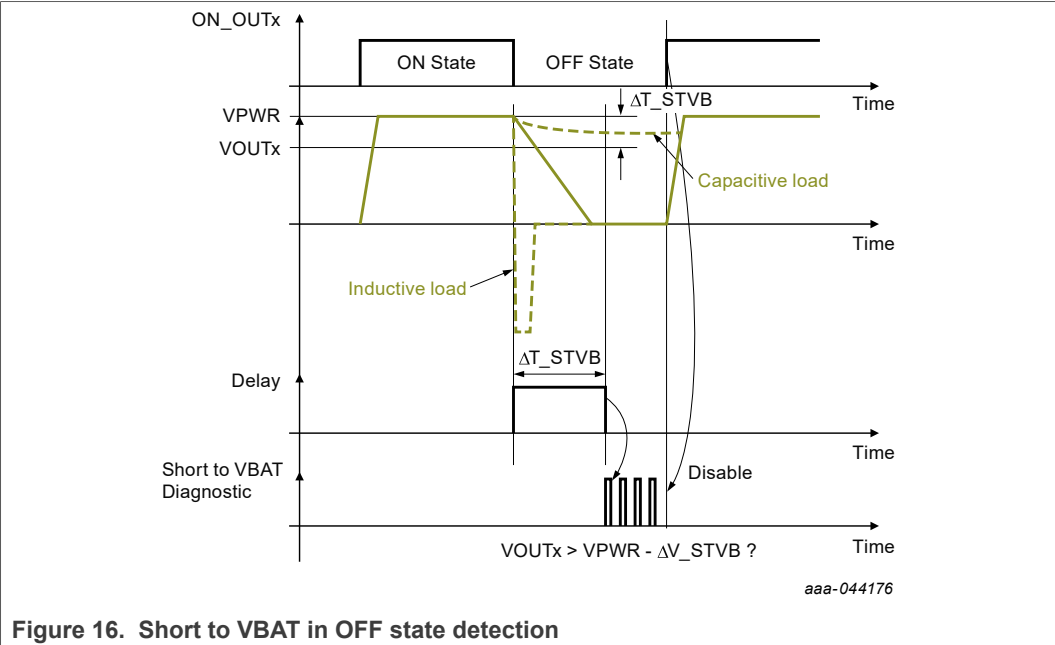 ON_OUTx
ON State
OFF State
Time
ΔT_STVB
VPWR
VOUTx
Capacitive load
Time
Inductive load
ΔT_STVB
Delay
Time
Short to VBAT
Diagnostic
Disable
Time
VOUTx > VPWR - ΔV_STVB ?
aaa-044176
Figure 16. Short to VBAT in OFF state detection